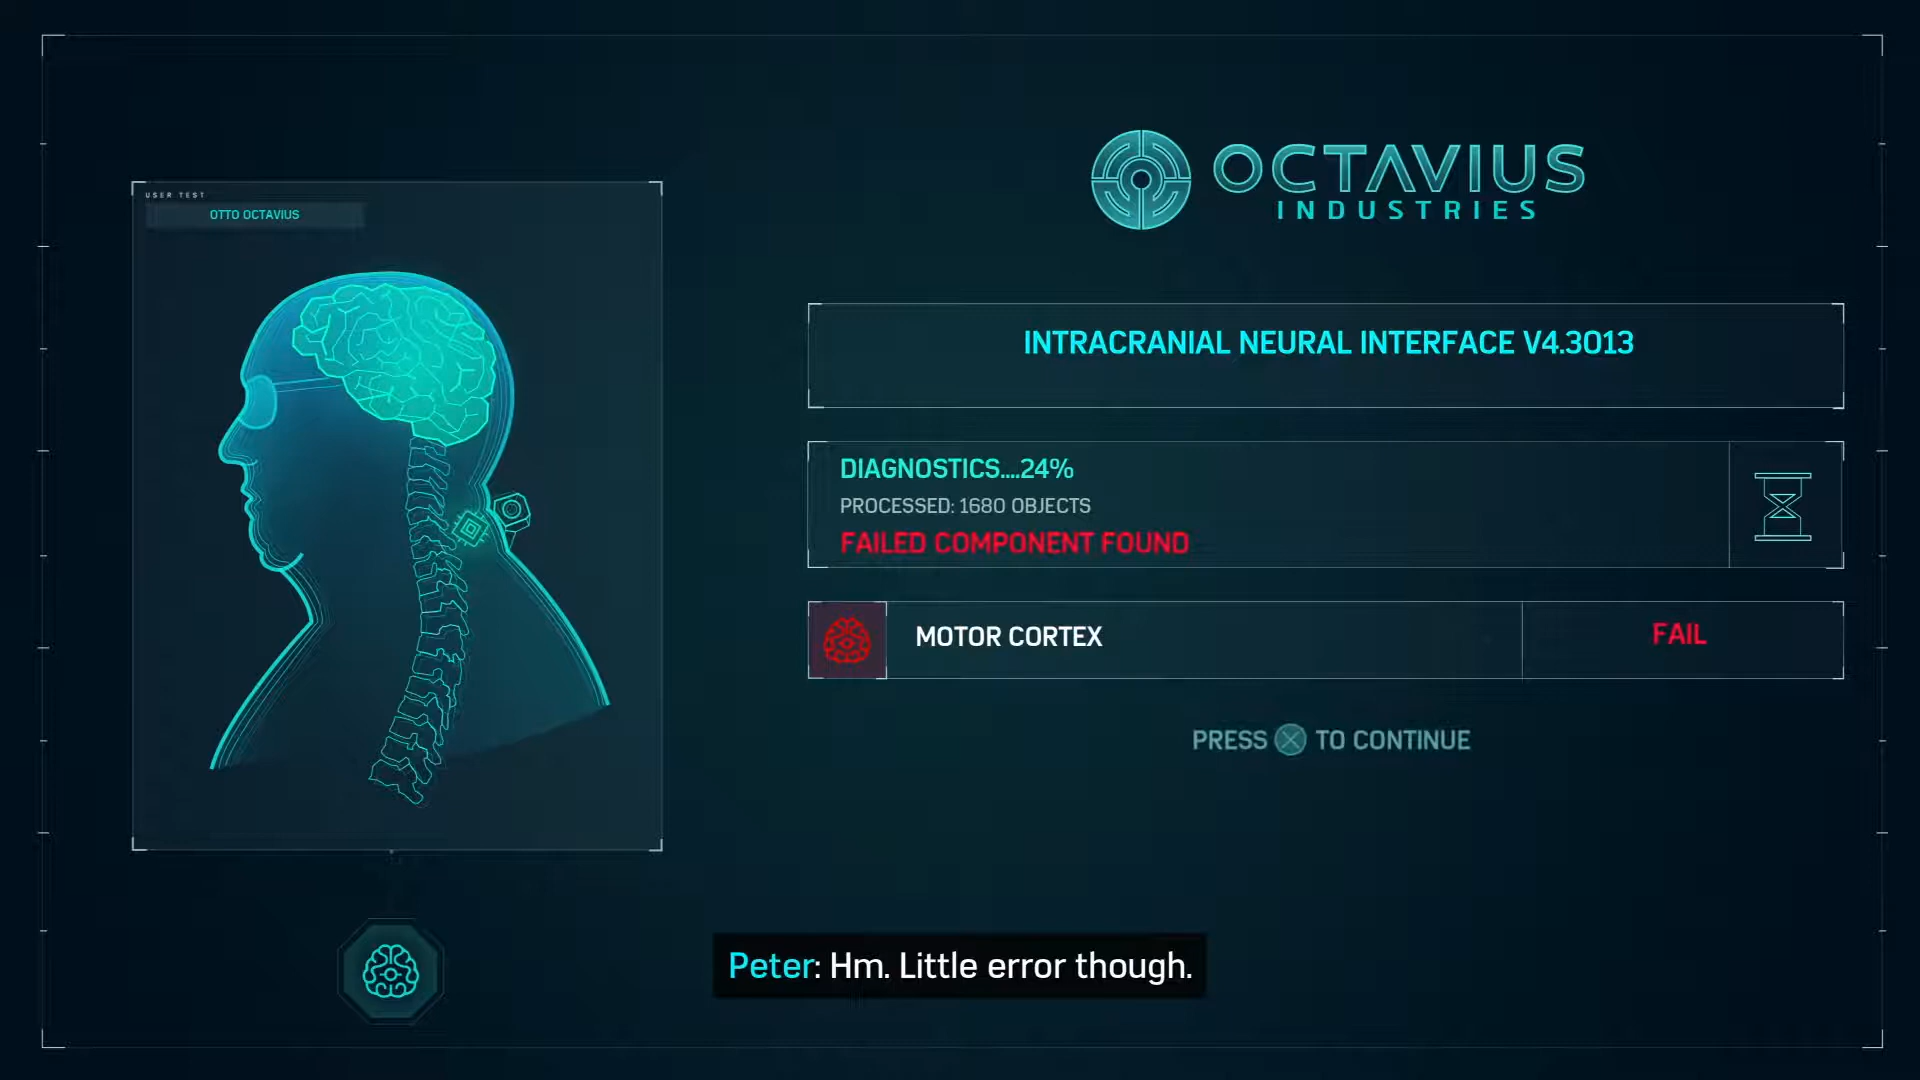 USER TEST
OTTO OCTAVIUS
OCTAVIUS
INDUSTRIES
INTRACRANIAL NEURAL INTERFACE V4.3013
DIAGNOSTICS....24%
PROCESSED: 1680 OBJECTS
FAILED COMPONENT FOUND
MOTOR CORTEX
FAIL
PRESS TO CONTINUE
Peter: Hm. Little error though.